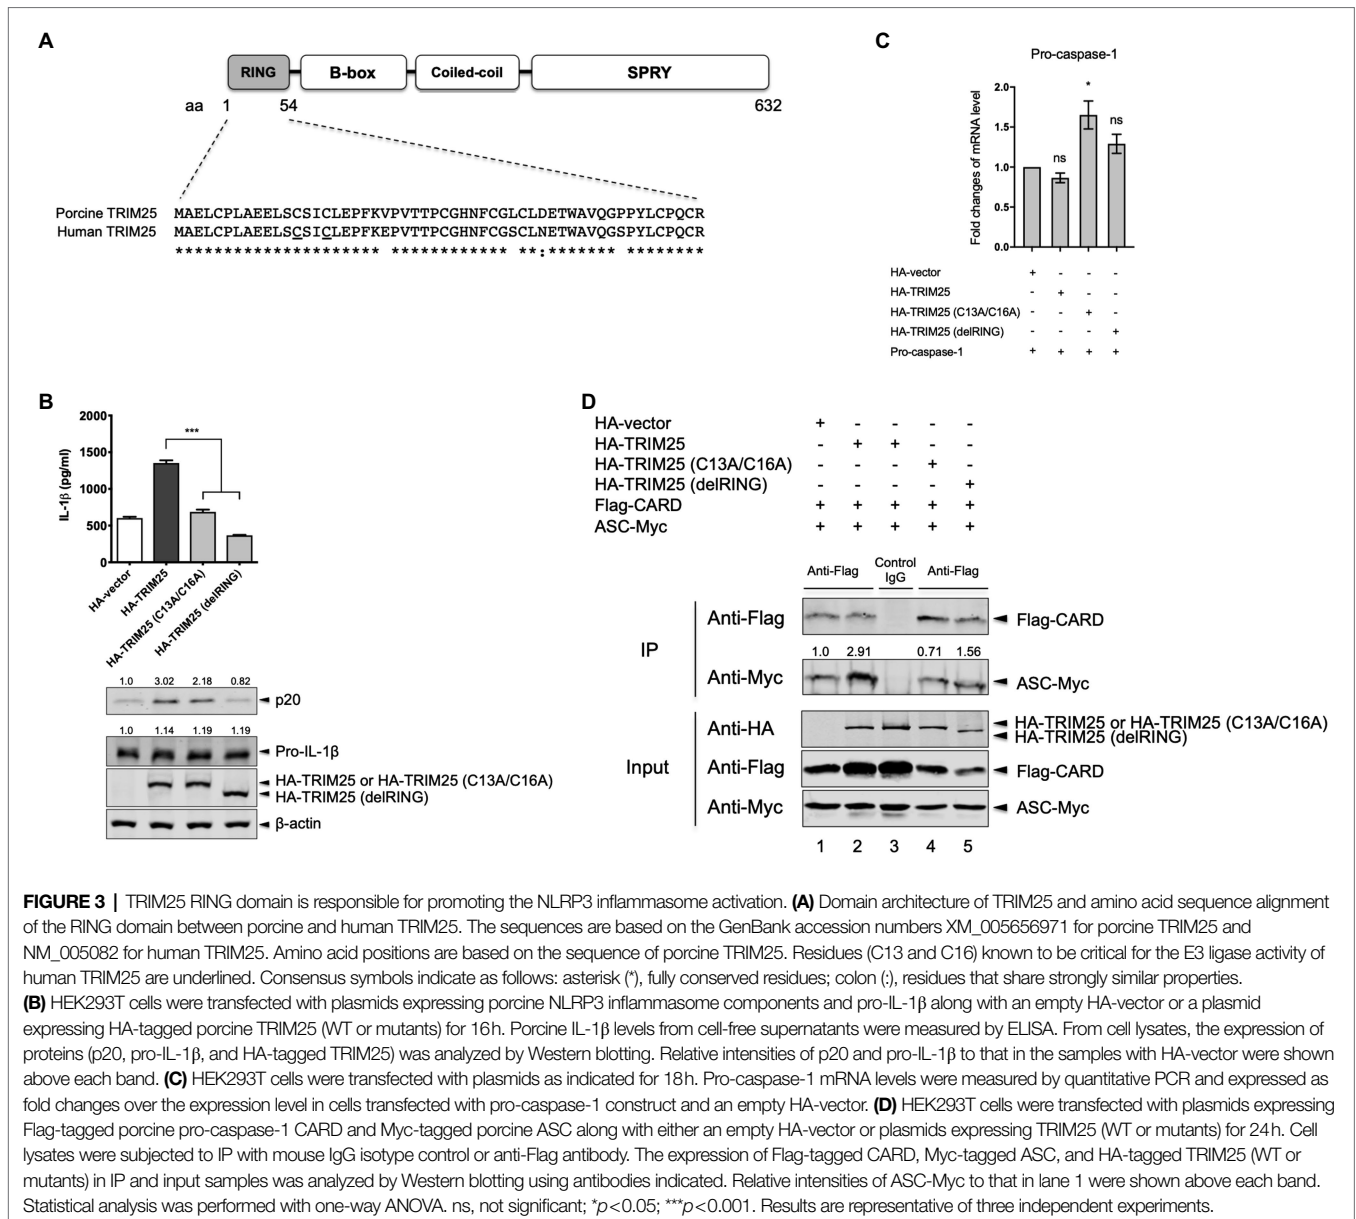 A
RING
B-box
Coiled-coil
SPRY
aa 1 54 632
Porcine TRIM25 MAELCPLAEELSCSICLEPFKVPVTTPCGHNFCGLCLDETWAVQGPPYLCPQCR
Human TRIM25 MAELCPLAEELSCSICLEPFKEPVTTPCGHNFCGSCLNETWAVQGSPYLCPQCR
********************* ************ **:******* ********
C
Pro-caspase-1
Fold changes of mRNA level
2.0
1.5
1.0
0.5
0.0
ns
*
ns
HA-vector + - - -
HA-TRIM25 - + - -
HA-TRIM25 (C13A/C16A) - - + -
HA-TRIM25 (delRING) - - - +
Pro-caspase-1 + + + +
B
IL-1β (pg/ml)
2000
1500
1000
500
0
***
HA-vector
HA-TRIM25
HA-TRIM25 (C13A/C16A)
HA-TRIM25 (delRING)
1.0 3.02 2.18 0.82
p20
1.0 1.14 1.19 1.19
Pro-IL-1β
HA-TRIM25 or HA-TRIM25 (C13A/C16A)
HA-TRIM25 (delRING)
β-actin
D
HA-vector + - - - -
HA-TRIM25 - + + - -
HA-TRIM25 (C13A/C16A) - - - + -
HA-TRIM25 (delRING) - - - - +
Flag-CARD + + + + +
ASC-Myc + + + + +
Anti-Flag
Control IgG
Anti-Flag
IP
Anti-Flag
Flag-CARD
1.0 2.91 0.71 1.56
Anti-Myc
ASC-Myc
Input
Anti-HA
HA-TRIM25 or HA-TRIM25 (C13A/C16A)
HA-TRIM25 (delRING)
Anti-Flag
Flag-CARD
Anti-Myc
ASC-Myc
1 2 3 4 5
FIGURE 3 | TRIM25 RING domain is responsible for promoting the NLRP3 inflammasome activation. (A) Domain architecture of TRIM25 and amino acid sequence alignment
of the RING domain between porcine and human TRIM25. The sequences are based on the GenBank accession numbers XM_005656971 for porcine TRIM25 and
NM_005082 for human TRIM25. Amino acid positions are based on the sequence of porcine TRIM25. Residues (C13 and C16) known to be critical for the E3 ligase activity of
human TRIM25 are underlined. Consensus symbols indicate as follows: asterisk (*), fully conserved residues; colon (:), residues that share strongly similar properties.
(B) HEK293T cells were transfected with plasmids expressing porcine NLRP3 inflammasome components and pro-IL-1β along with an empty HA-vector or a plasmid
expressing HA-tagged porcine TRIM25 (WT or mutants) for 16h. Porcine IL-1β levels from cell-free supernatants were measured by ELISA. From cell lysates, the expression of
proteins (p20, pro-IL-1β, and HA-tagged TRIM25) was analyzed by Western blotting. Relative intensities of p20 and pro-IL-1β to that in the samples with HA-vector were shown
above each band. (C) HEK293T cells were transfected with plasmids as indicated for 18h. Pro-caspase-1 mRNA levels were measured by quantitative PCR and expressed as
fold changes over the expression level in cells transfected with pro-caspase-1 construct and an empty HA-vector. (D) HEK293T cells were transfected with plasmids expressing
Flag-tagged porcine pro-caspase-1 CARD and Myc-tagged porcine ASC along with either an empty HA-vector or plasmids expressing TRIM25 (WT or mutants) for 24h. Cell
lysates were subjected to IP with mouse IgG isotype control or anti-Flag antibody. The expression of Flag-tagged CARD, Myc-tagged ASC, and HA-tagged TRIM25 (WT or
mutants) in IP and input samples was analyzed by Western blotting using antibodies indicated. Relative intensities of ASC-Myc to that in lane 1 were shown above each band.
Statistical analysis was performed with one-way ANOVA. ns, not significant; *p<0.05; ***p<0.001. Results are representative of three independent experiments.